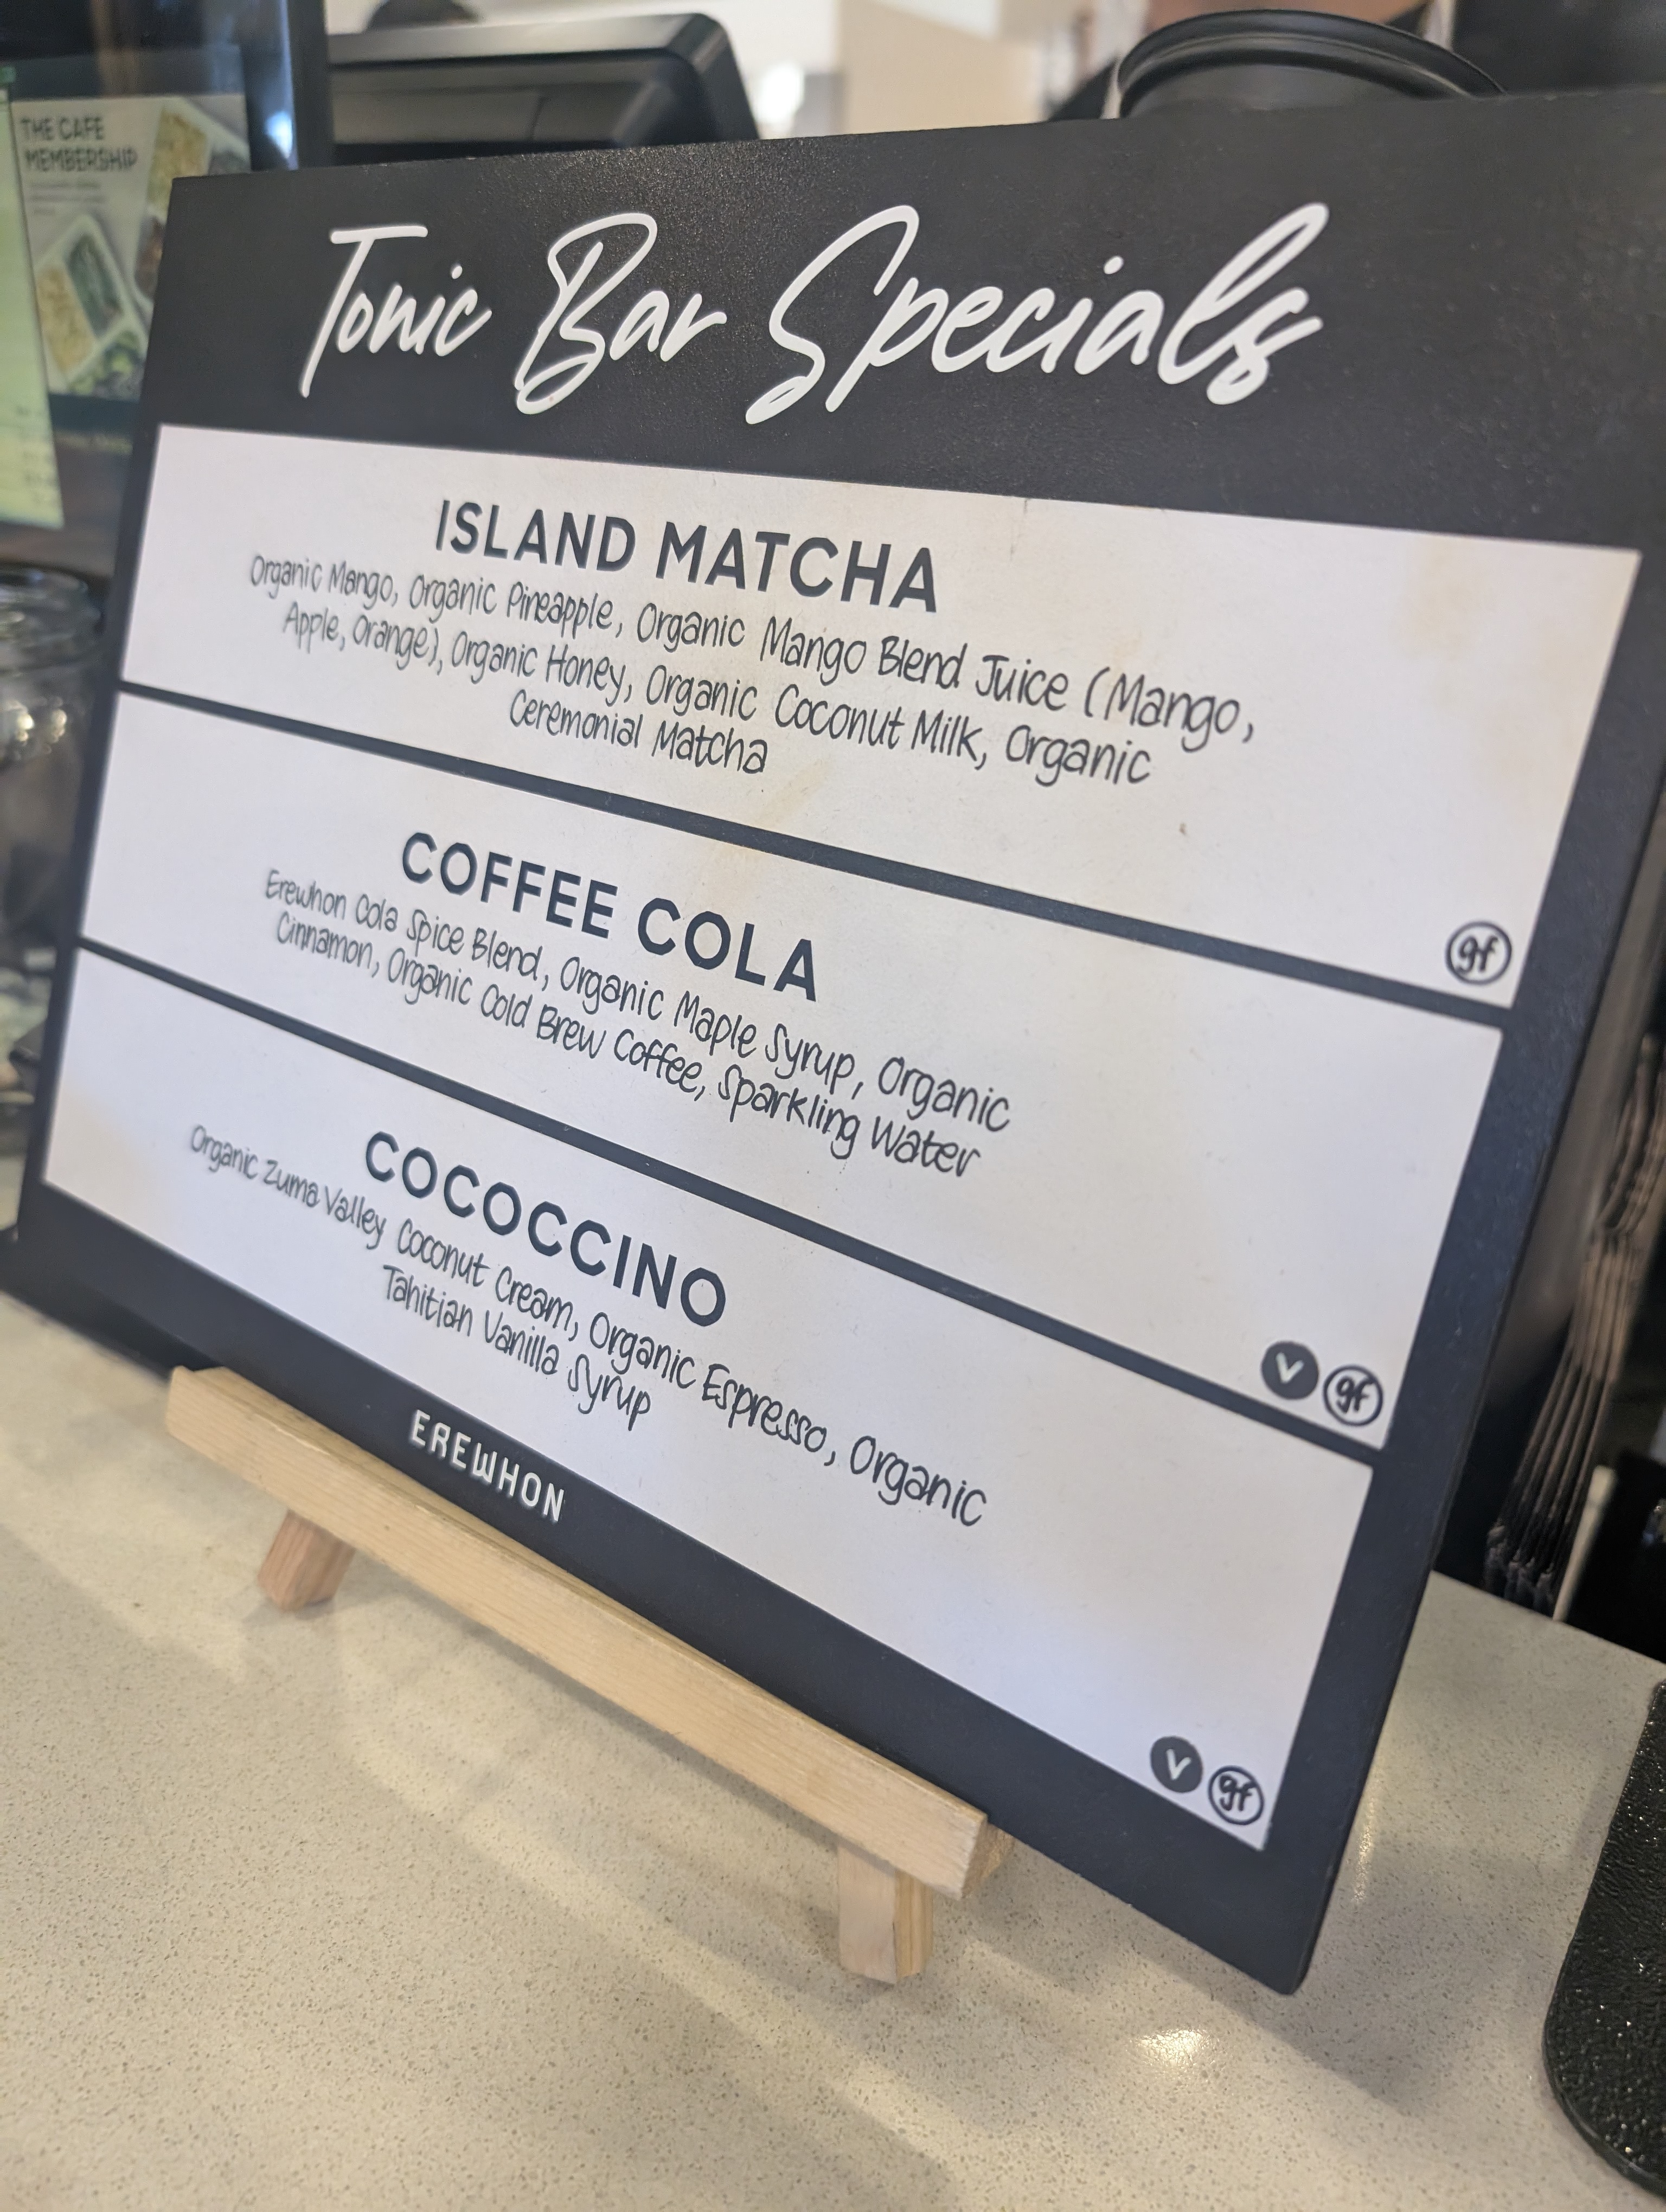 THE CAFE
MEMBERSHIP
Tonic Bar Specials
ISLAND MATCHA
Organic Mango, Organic Pineapple, Organic Mango Blend Juice (Mango,
Apple, Orange), Organic Honey, Organic Coconut Milk, Organic
Ceremonial Matcha
gf
COFFEE COLA
Erewhon Cola Spice Blend, Organic Maple Syrup, Organic
Cinnamon, Organic Cold Brew Coffee, Sparkling Water
V gf
COCOCCINO
Organic Zuma Valley Coconut Cream, Organic Espresso, Organic
Tahitian Vanilla Syrup
V gf
EREWHON